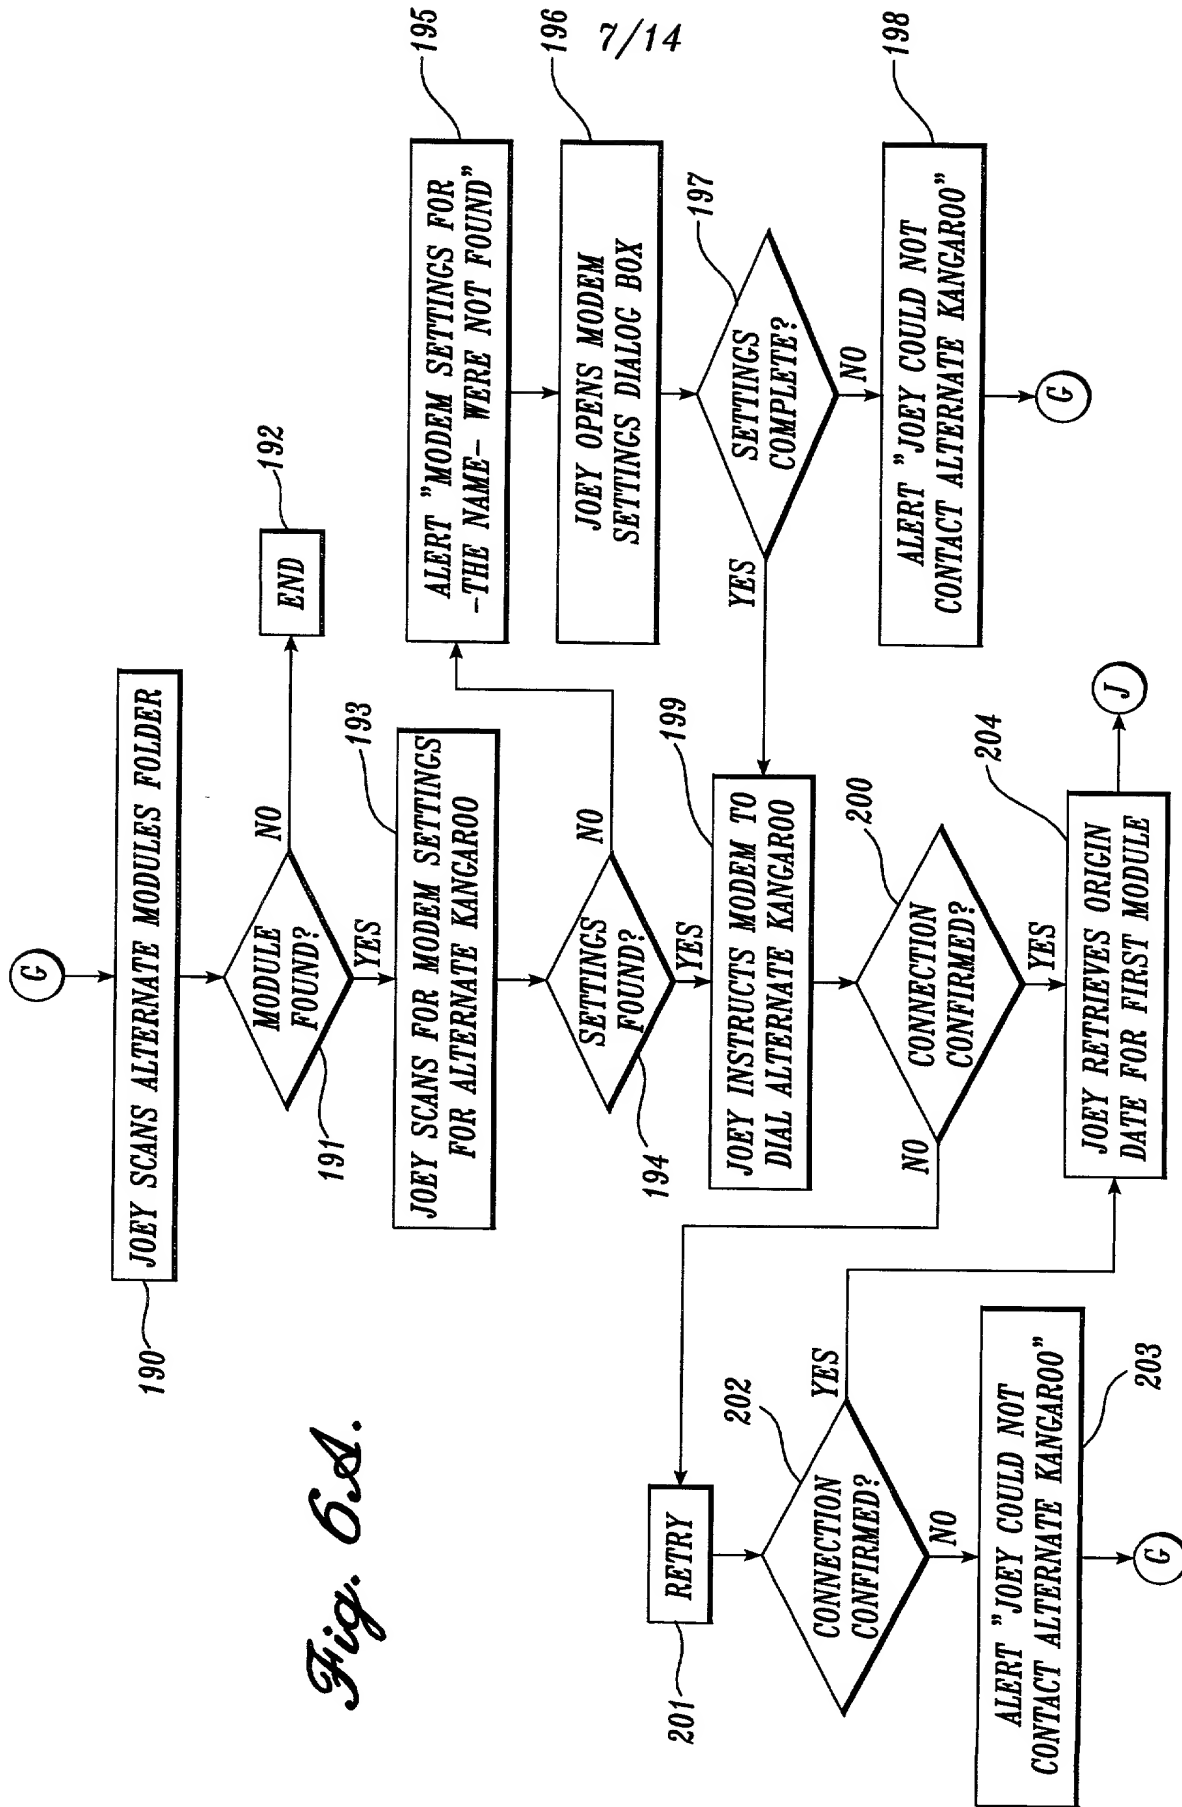 7/14
G
JOEY SCANS ALTERNATE MODULES FOLDER
190
MODULE
FOUND?
191
NO
END
192
YES
JOEY SCANS FOR MODEM SETTINGS
FOR ALTERNATE KANGAROO
193
SETTINGS
FOUND?
194
NO
ALERT "MODEM SETTINGS FOR
-THE NAME- WERE NOT FOUND"
195
JOEY OPENS MODEM
SETTINGS DIALOG BOX
196
SETTINGS
COMPLETE?
197
YES
NO
ALERT "JOEY COULD NOT
CONTACT ALTERNATE KANGAROO"
198
G
YES
JOEY INSTRUCTS MODEM TO
DIAL ALTERNATE KANGAROO
199
CONNECTION
CONFIRMED?
200
NO
YES
RETRY
201
CONNECTION
CONFIRMED?
202
YES
NO
ALERT "JOEY COULD NOT
CONTACT ALTERNATE KANGAROO"
203
G
JOEY RETRIEVES ORIGIN
DATE FOR FIRST MODULE
204
J
Fig. 6A.